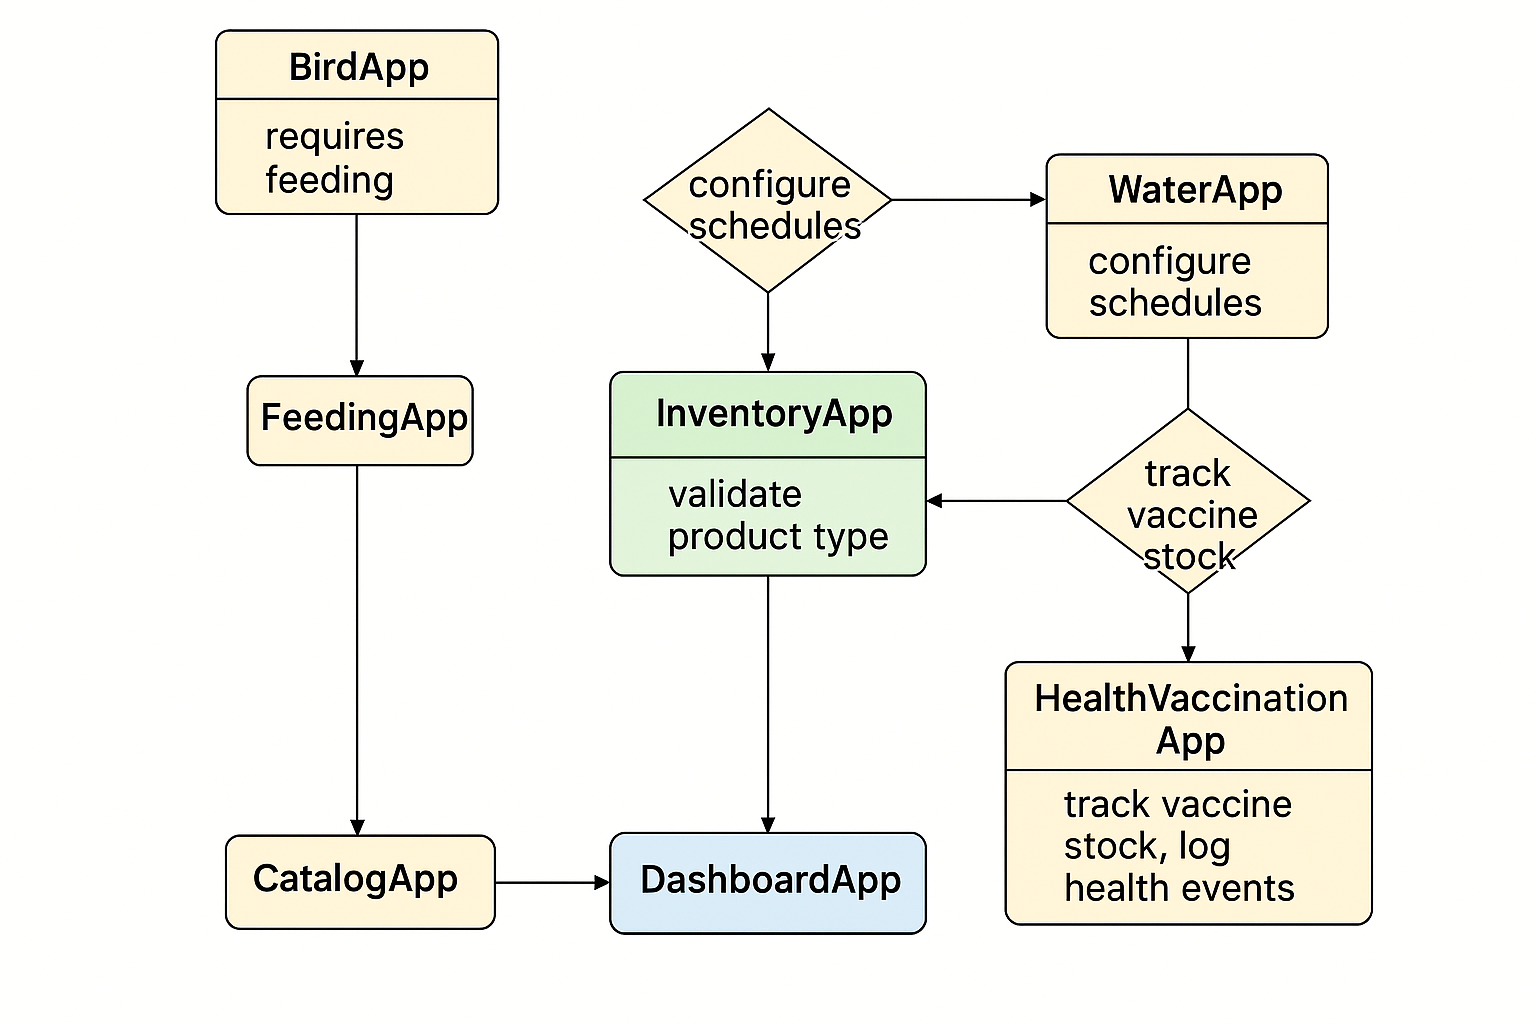 BirdApp
requires
feeding
configure
schedules
WaterApp
configure
schedules
FeedingApp
InventoryApp
validate
product type
track
vaccine
stock
HealthVaccination
App
track vaccine
stock, log
health events
CatalogApp
DashboardApp